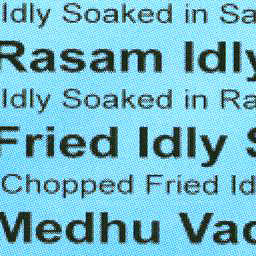 Idly Soaked in Sa
Rasam Idly
Idly Soaked in Ra
Fried Idly S
Chopped Fried Id
Medhu Vad